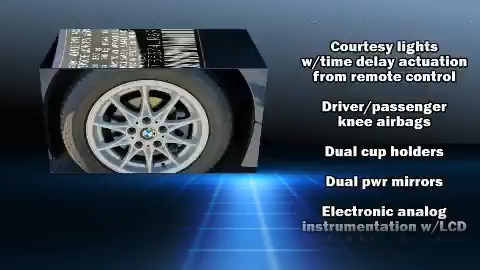 Courtesy lights
w/time delay actuation
from remote control
Driver/passenger
knee airbags
Dual cup holders
Dual pwr mirrors
Electronic analog
instrumentation w/LCD